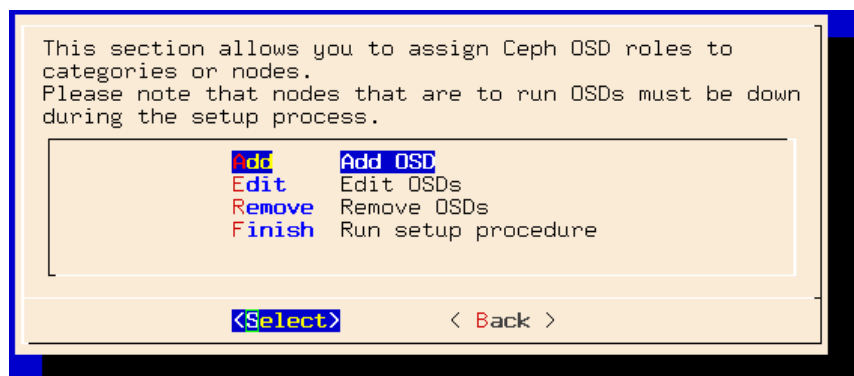 This section allows you to assign Ceph OSD roles to
categories or nodes.
Please note that nodes that are to run OSDs must be down
during the setup process.
Add Add OSD
Edit Edit OSDs
Remove Remove OSDs
Finish Run setup procedure
<Select> < Back >